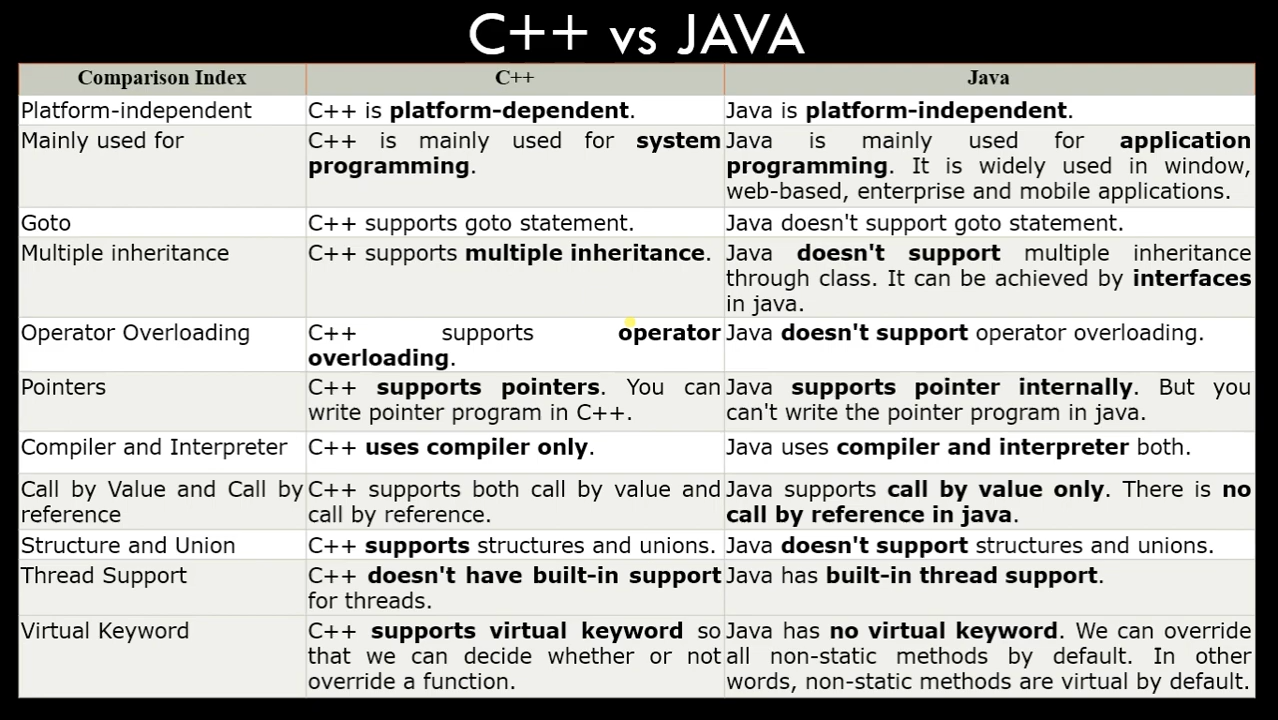 C++ vs JAVA
Comparison Index C++ Java
Platform-independent C++ is platform-dependent. Java is platform-independent.
Mainly used for C++ is mainly used for system Java is mainly used for application
programming. programming. It is widely used in window,
web-based, enterprise and mobile applications.
Goto C++ supports goto statement. Java doesn't support goto statement.
Multiple inheritance C++ supports multiple inheritance. Java doesn't support multiple inheritance
through class. It can be achieved by interfaces
in java.
Operator Overloading C++ supports operator Java doesn't support operator overloading.
overloading.
Pointers C++ supports pointers. You can Java supports pointer internally. But you
write pointer program in C++. can't write the pointer program in java.
Compiler and Interpreter C++ uses compiler only. Java uses compiler and interpreter both.
Call by Value and Call by C++ supports both call by value and Java supports call by value only. There is no
reference call by reference. call by reference in java.
Structure and Union C++ supports structures and unions. Java doesn't support structures and unions.
Thread Support C++ doesn't have built-in support Java has built-in thread support.
for threads.
Virtual Keyword C++ supports virtual keyword so Java has no virtual keyword. We can override
that we can decide whether or not all non-static methods by default. In other
override a function. words, non-static methods are virtual by default.